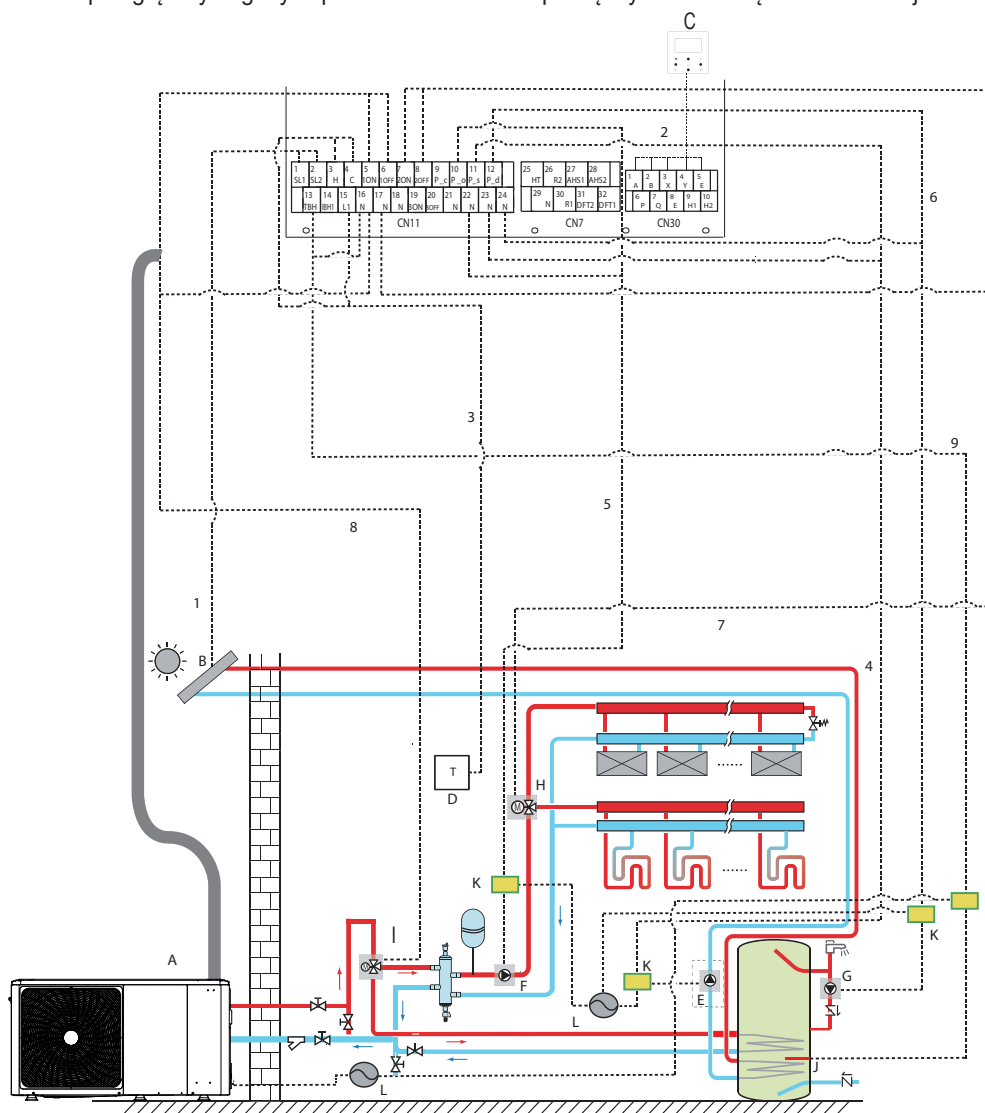 C
2
1 2 3 4 5 6 7 8 9 10 11 12
SL1 SL2 H C 1ON 1OFF 2ON 2OFF P_c P_o P_s P_d
13 14 15 16 17 18 19 20 21 22 23 24
TBH IBH1 L1 N N N 3ON 3OFF N N N N
CN11
25 26 27 28
HT R2 AHS1 AHS2
29 30 31 32
N R1 DFT2 DFT1
CN7
1 2 3 4 5
A B X Y E
6 7 8 9 10
P Q E H1 H2
CN30
6
3
9
5
8
1
7
B
4
T
D
H
M
K
K
A
I
M
F
K
E
G
L
J
L